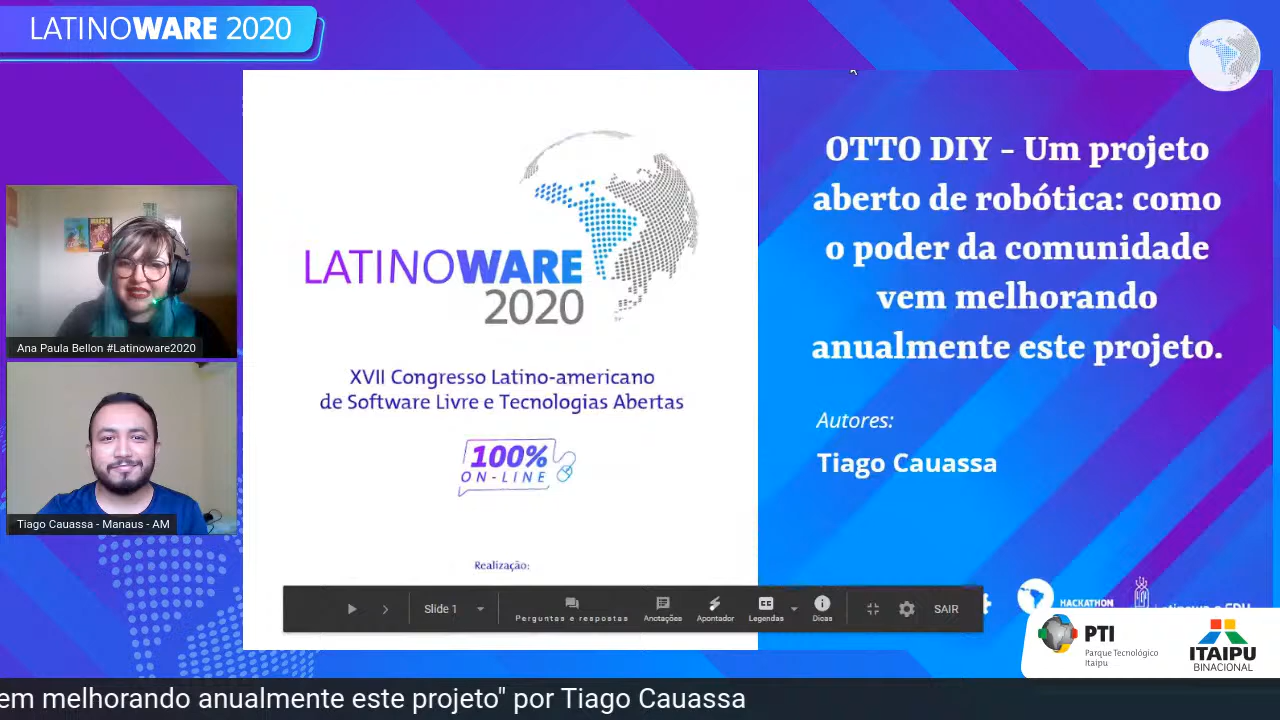 LATINOWARE 2020
LATINOWARE
2020
XVII Congresso Latino-americano
de Software Livre e Tecnologias Abertas
100%
ON-LINE
Realização:
OTTO DIY - Um projeto
aberto de robótica: como
o poder da comunidade
vem melhorando
anualmente este projeto.
Autores:
Tiago Cauassa
Ana Paula Bellon #Latinoware2020
Tiago Cauassa - Manaus - AM
Slide 1
Perguntas e respostas
Anotações
Apontador
CC
Legendas
Dicas
SAIR
HACKATHON
PTI
Parque Tecnológico
Itaipu
ITAIPU
BINACIONAL
em melhorando anualmente este projeto" por Tiago Cauassa